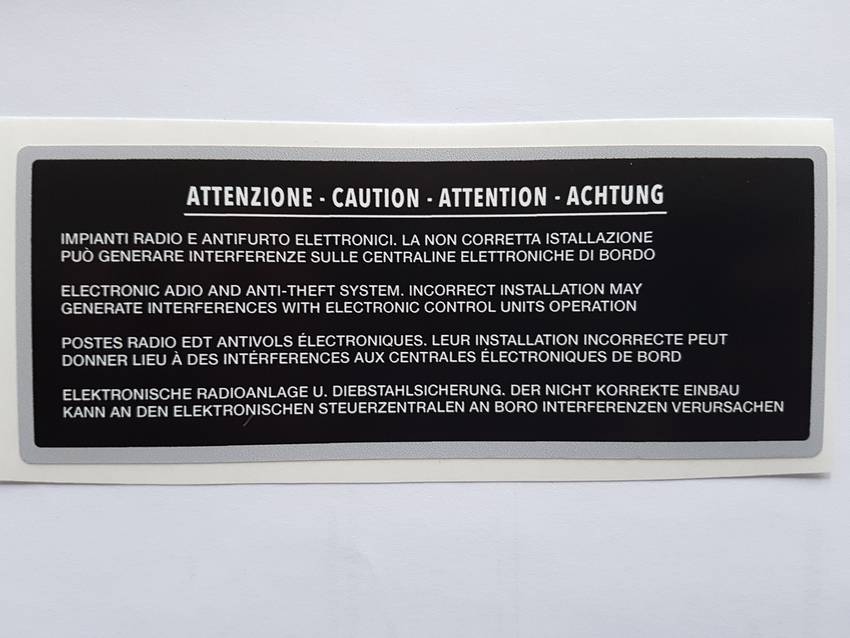 ATTENZIONE - CAUTION - ATTENTION - ACHTUNG
IMPIANTI RADIO E ANTIFURTO ELETTRONICI. LA NON CORRETTA ISTALLAZIONE
PUÒ GENERARE INTERFERENZE SULLE CENTRALINE ELETTRONICHE DI BORDO
ELECTRONIC ADIO AND ANTI-THEFT SYSTEM. INCORRECT INSTALLATION MAY
GENERATE INTERFERENCES WITH ELECTRONIC CONTROL UNITS OPERATION
POSTES RADIO EDT ANTIVOLS ÉLECTRONIQUES. LEUR INSTALLATION INCORRECTE PEUT
DONNER LIEU À DES INTÉRFERENCES AUX CENTRALES ÉLECTRONIQUES DE BORD
ELEKTRONISCHE RADIOANLAGE U. DIEBSTAHLSICHERUNG. DER NICHT KORREKTE EINBAU
KANN AN DEN ELEKTRONISCHEN STEUERZENTRALEN AN BORO INTERFERENZEN VERURSACHEN